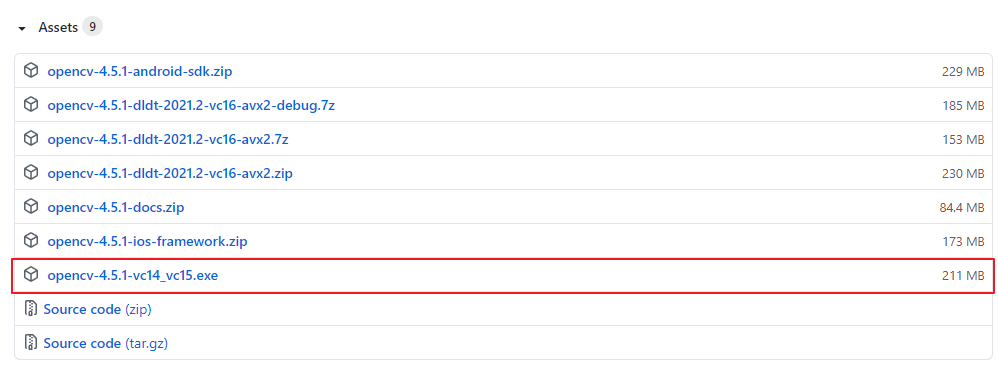 Assets 9
opencv-4.5.1-android-sdk.zip 229 MB
opencv-4.5.1-dldt-2021.2-vc16-avx2-debug.7z 185 MB
opencv-4.5.1-dldt-2021.2-vc16-avx2.7z 153 MB
opencv-4.5.1-dldt-2021.2-vc16-avx2.zip 230 MB
opencv-4.5.1-docs.zip 84.4 MB
opencv-4.5.1-ios-framework.zip 173 MB
opencv-4.5.1-vc14_vc15.exe 211 MB
Source code (zip)
Source code (tar.gz)